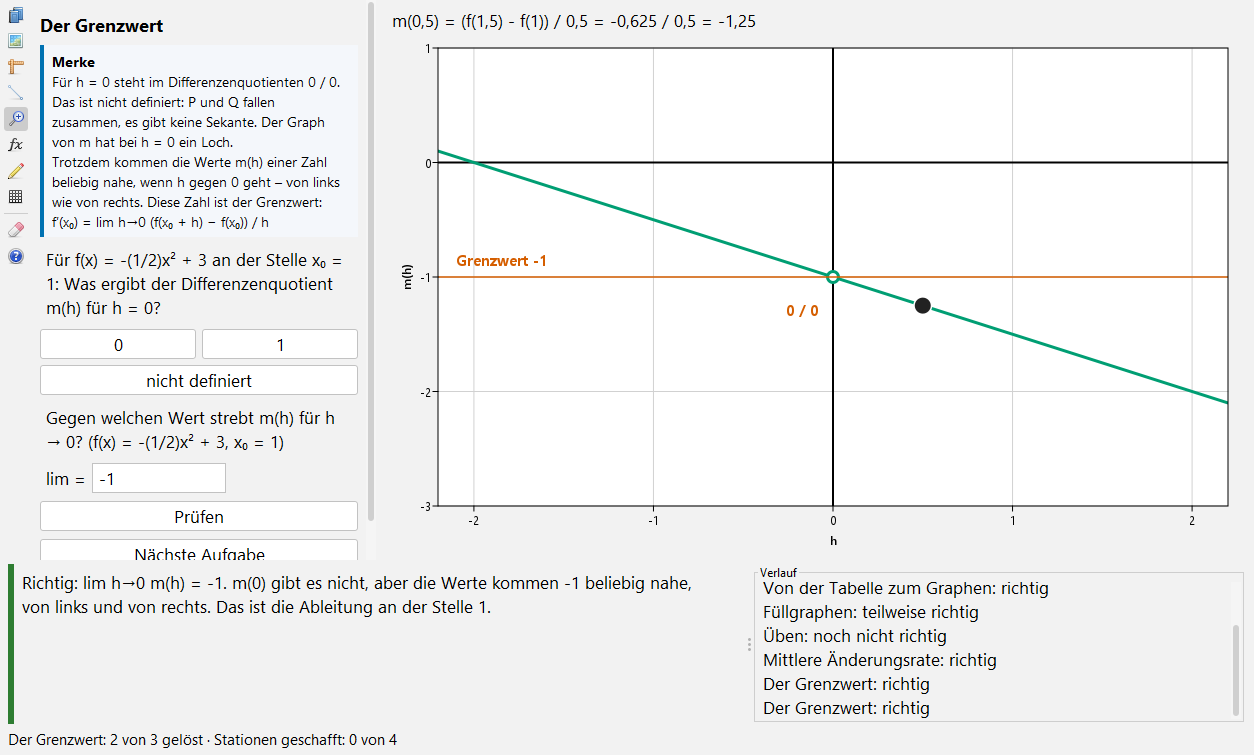 Der Grenzwert
Merke
Für h = 0 steht im Differenzenquotienten 0 / 0.
Das ist nicht definiert: P und Q fallen
zusammen, es gibt keine Sekante. Der Graph
von m hat bei h = 0 ein Loch.
Trotzdem kommen die Werte m(h) einer Zahl
beliebig nahe, wenn h gegen 0 geht – von links
wie von rechts. Diese Zahl ist der Grenzwert:
f'(x₀) = lim h→0 (f(x₀ + h) − f(x₀)) / h
Für f(x) = -(1/2)x² + 3 an der Stelle x₀ =
1: Was ergibt der Differenzenquotient
m(h) für h = 0?
0
1
nicht definiert
Gegen welchen Wert strebt m(h) für h
→ 0? (f(x) = -(1/2)x² + 3, x₀ = 1)
lim = -1
Prüfen
Nächste Aufgabe
fx
?
m(0,5) = (f(1,5) - f(1)) / 0,5 = -0,625 / 0,5 = -1,25
1
0
-1
-2
-3
m(h)
Grenzwert -1
0 / 0
-2
-1
0
1
2
h
Richtig: lim h→0 m(h) = -1. m(0) gibt es nicht, aber die Werte kommen -1 beliebig nahe,
von links und von rechts. Das ist die Ableitung an der Stelle 1.
Verlauf
Von der Tabelle zum Graphen: richtig
Füllgraphen: teilweise richtig
Üben: noch nicht richtig
Mittlere Änderungsrate: richtig
Der Grenzwert: richtig
Der Grenzwert: richtig
Der Grenzwert: 2 von 3 gelöst · Stationen geschafft: 0 von 4